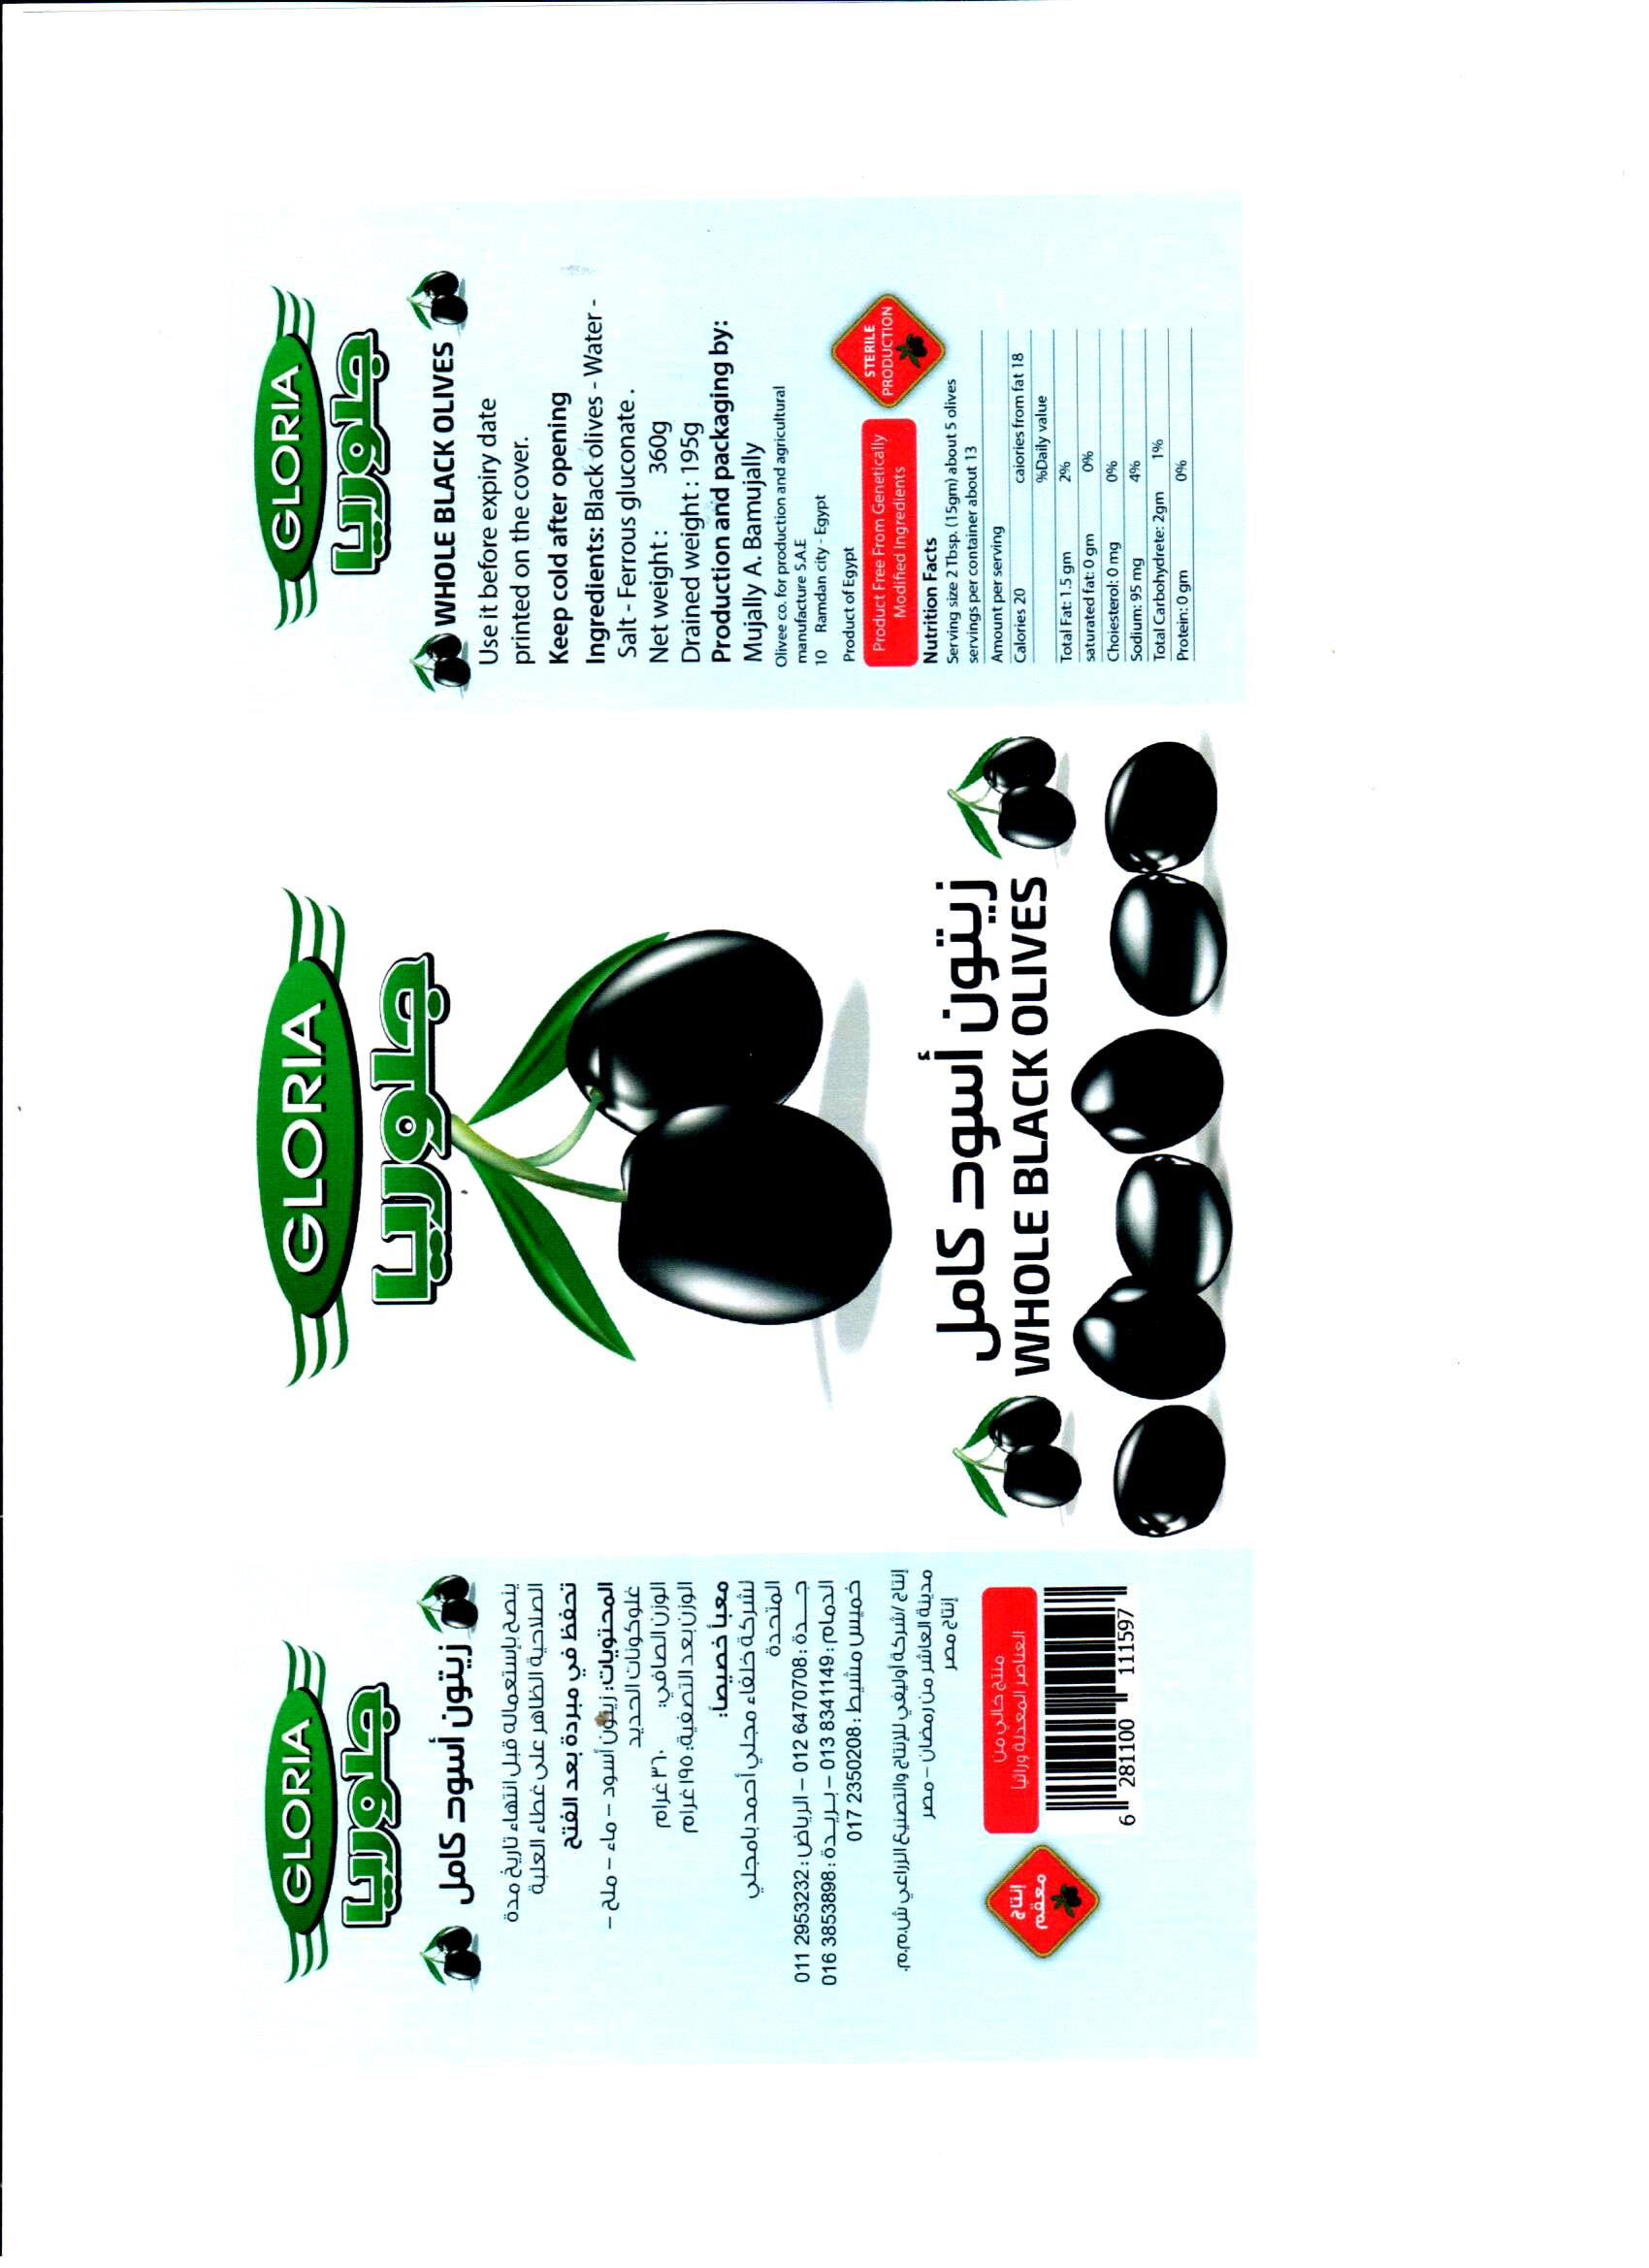 GLORIA
جلوريا
زيتون أسود كامل
ينصح بإستعماله قبل انتهاء تاريخ مدة
الصلاحية الظاهر على غطاء العلبة
تحفظ في مبردة بعد الفتح
المحتويات: زيتون أسود – ماء – ملح –
غلوكونات الحديد
الوزن الصافي: ٣٦٠ غرام
الوزن بعد التصفية: ١٩٥ غرام
معبأ خصيصاً:
لشركة خلفاء مجلي أحمد بامجلي
المتحدة
جــــدة : 6470708 012 – الرياض : 2953232 011
الدمام : 8341149 013 – بـريـدة : 3853898 016
خميس مشيط : 2350208 017
إنتاج /شركة أوليفي للإنتاج والتصنيع الزراعي ش.م.م.
مدينة العاشر من رمضان – مصر
إنتاج مصر
منتج خالي من
العناصر المعدلة وراثيا
إنتاج
معقم
6 281100 111597
GLORIA
جلوريا
زيتون أسود كامل
WHOLE BLACK OLIVES
GLORIA
جلوريا
WHOLE BLACK OLIVES
Use it before expiry date
printed on the cover.
Keep cold after opening
Ingredients: Black olives - Water -
Salt - Ferrous gluconate .
Net weight : 360g
Drained weight : 195g
Production and packaging by:
Mujally A. Bamujally
Olivee co. for production and agricultural
manufacture S.A.E
10 Ramdan city - Egypt
Product of Egypt
Product Free From Genetically
Modified Ingredients
STERILE
PRODUCTION
Nutrition Facts
Serving size 2 Tbsp. (15gm) about 5 olives
servings per container about 13
Amount per serving
Calories 20 caiories from fat 18
%Daily value
Total Fat: 1.5 gm 2%
saturated fat: 0 gm 0%
Choiesterol: 0 mg 0%
Sodium: 95 mg 4%
Total Carbohydrete: 2gm 1%
Protein: 0 gm 0%